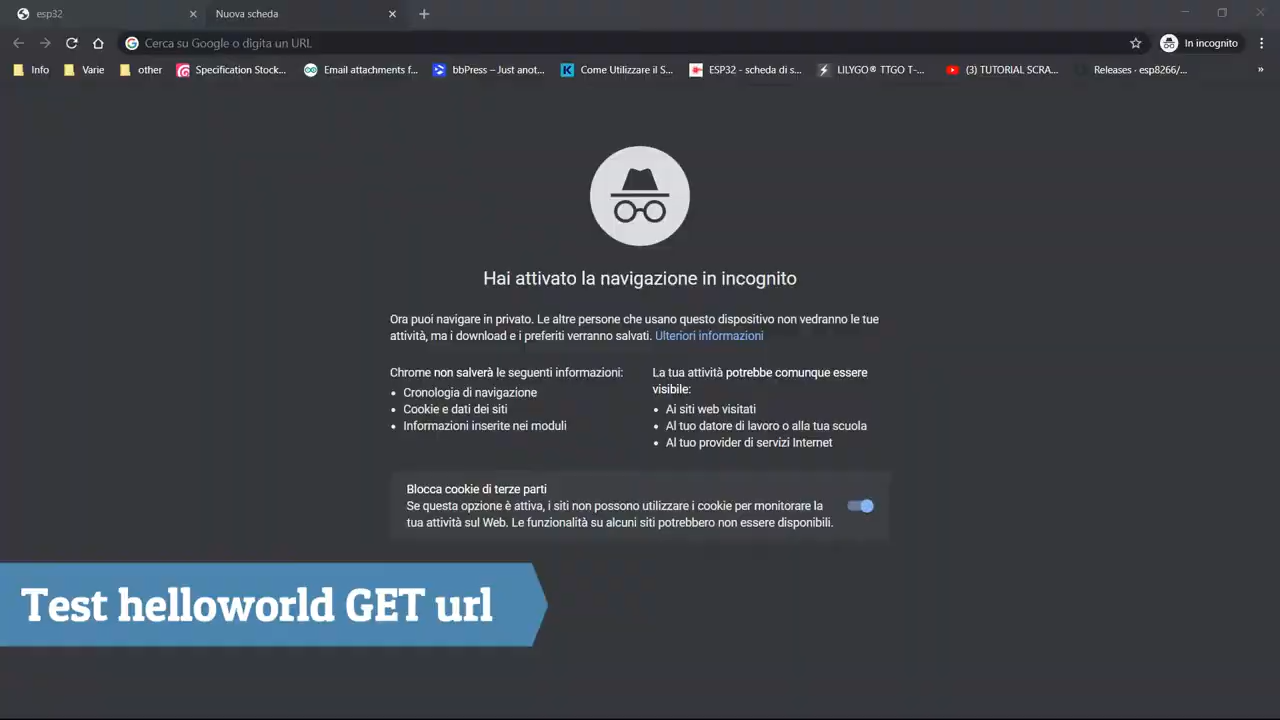 esp32
Nuova scheda
Cerca su Google o digita un URL
In incognito
Info
Varie
other
Specification Stock...
Email attachments f...
bbPress – Just anot...
Come Utilizzare il S...
ESP32 - scheda di s...
LILYGO® TTGO T-...
(3) TUTORIAL SCRA...
Releases · esp8266/...
»
Hai attivato la navigazione in incognito
Ora puoi navigare in privato. Le altre persone che usano questo dispositivo non vedranno le tue
attività, ma i download e i preferiti verranno salvati. Ulteriori informazioni
Chrome non salverà le seguenti informazioni:
• Cronologia di navigazione
• Cookie e dati dei siti
• Informazioni inserite nei moduli
La tua attività potrebbe comunque essere
visibile:
• Ai siti web visitati
• Al tuo datore di lavoro o alla tua scuola
• Al tuo provider di servizi Internet
Blocca cookie di terze parti
Se questa opzione è attiva, i siti non possono utilizzare i cookie per monitorare la
tua attività sul Web. Le funzionalità su alcuni siti potrebbero non essere disponibili.
Test helloworld GET url